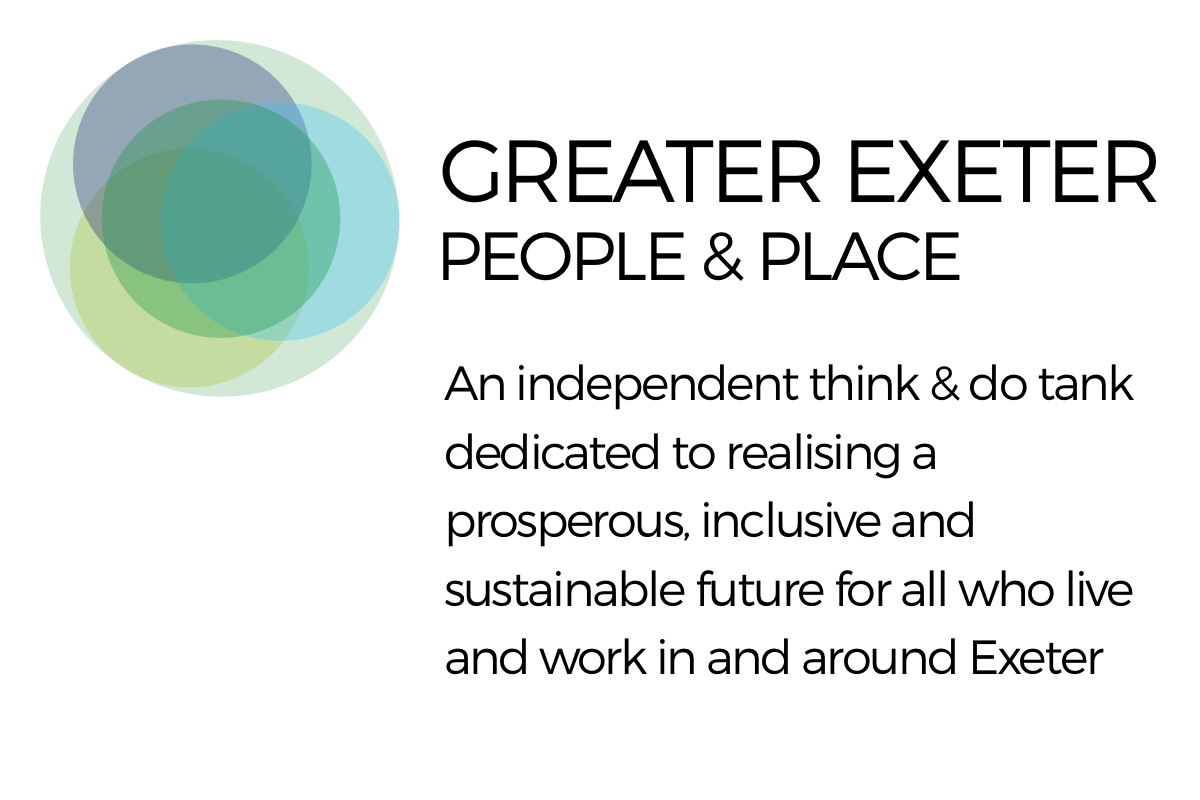 GREATER EXETER
PEOPLE & PLACE
An independent think & do tank
dedicated to realising a
prosperous, inclusive and
sustainable future for all who live
and work in and around Exeter